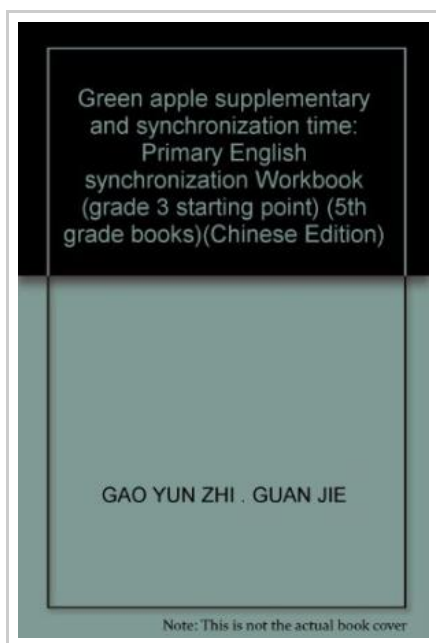 Green apple supplementary
and synchronization time:
Primary English
synchronization Workbook
(grade 3 starting point) (5th
grade books)(Chinese Edition)
GAO YUN ZHI . GUAN JIE
Note: This is not the actual book cover